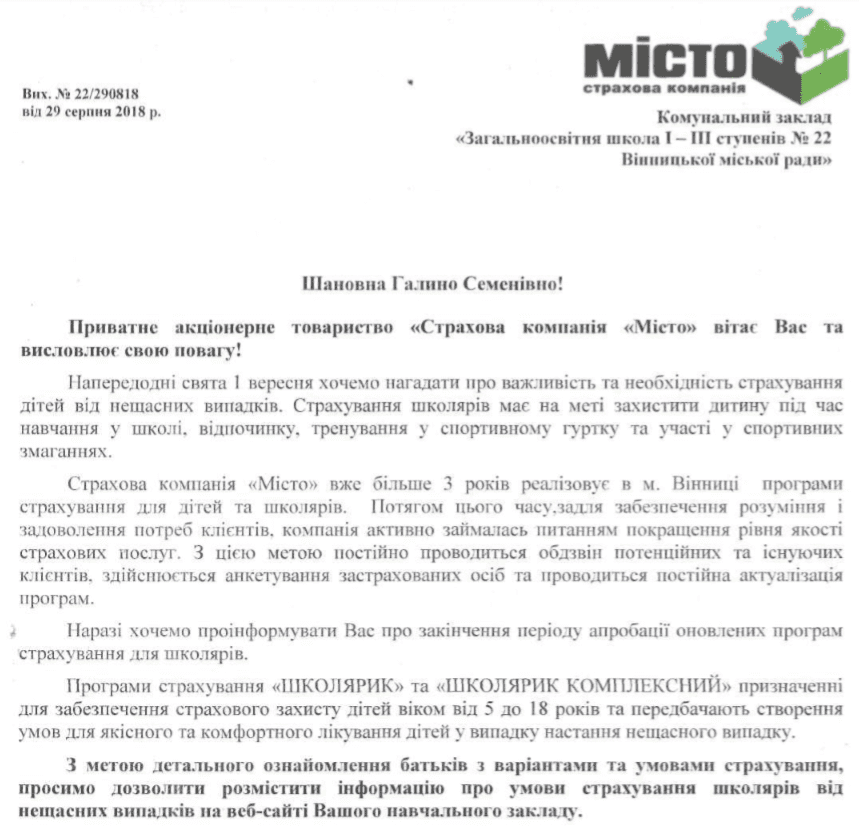 МІСТО
страхова компанія
Вих. № 22/290818
від 29 серпня 2018 р.
Комунальний заклад
«Загальноосвітня школа І – ІІІ ступенів № 22
Вінницької міської ради»
Шановна Галино Семенівно!
Приватне акціонерне товариство «Страхова компанія «Місто» вітає Вас та
висловлює свою повагу!
Напередодні свята 1 вересня хочемо нагадати про важливість та необхідність страхування
дітей від нещасних випадків. Страхування школярів має на меті захистити дитину під час
навчання у школі, відпочинку, тренування у спортивному гуртку та участі у спортивних
змаганнях.
Страхова компанія «Місто» вже більше 3 років реалізовує в м. Вінниці програми
страхування для дітей та школярів. Потягом цього часу,задля забезпечення розуміння і
задоволення потреб клієнтів, компанія активно займалась питанням покращення рівня якості
страхових послуг. З цією метою постійно проводиться обдзвін потенційних та існуючих
клієнтів, здійснюється анкетування застрахованих осіб та проводиться постійна актуалізація
програм.
Наразі хочемо проінформувати Вас про закінчення періоду апробації оновлених програм
страхування для школярів.
Програми страхування «ШКОЛЯРИК» та «ШКОЛЯРИК КОМПЛЕКСНИЙ» призначенні
для забезпечення страхового захисту дітей віком від 5 до 18 років та передбачають створення
умов для якісного та комфортного лікування дітей у випадку настання нещасного випадку.
З метою детального ознайомлення батьків з варіантами та умовами страхування,
просимо дозволити розмістити інформацію про умови страхування школярів від
нещасних випадків на веб-сайті Вашого навчального закладу.